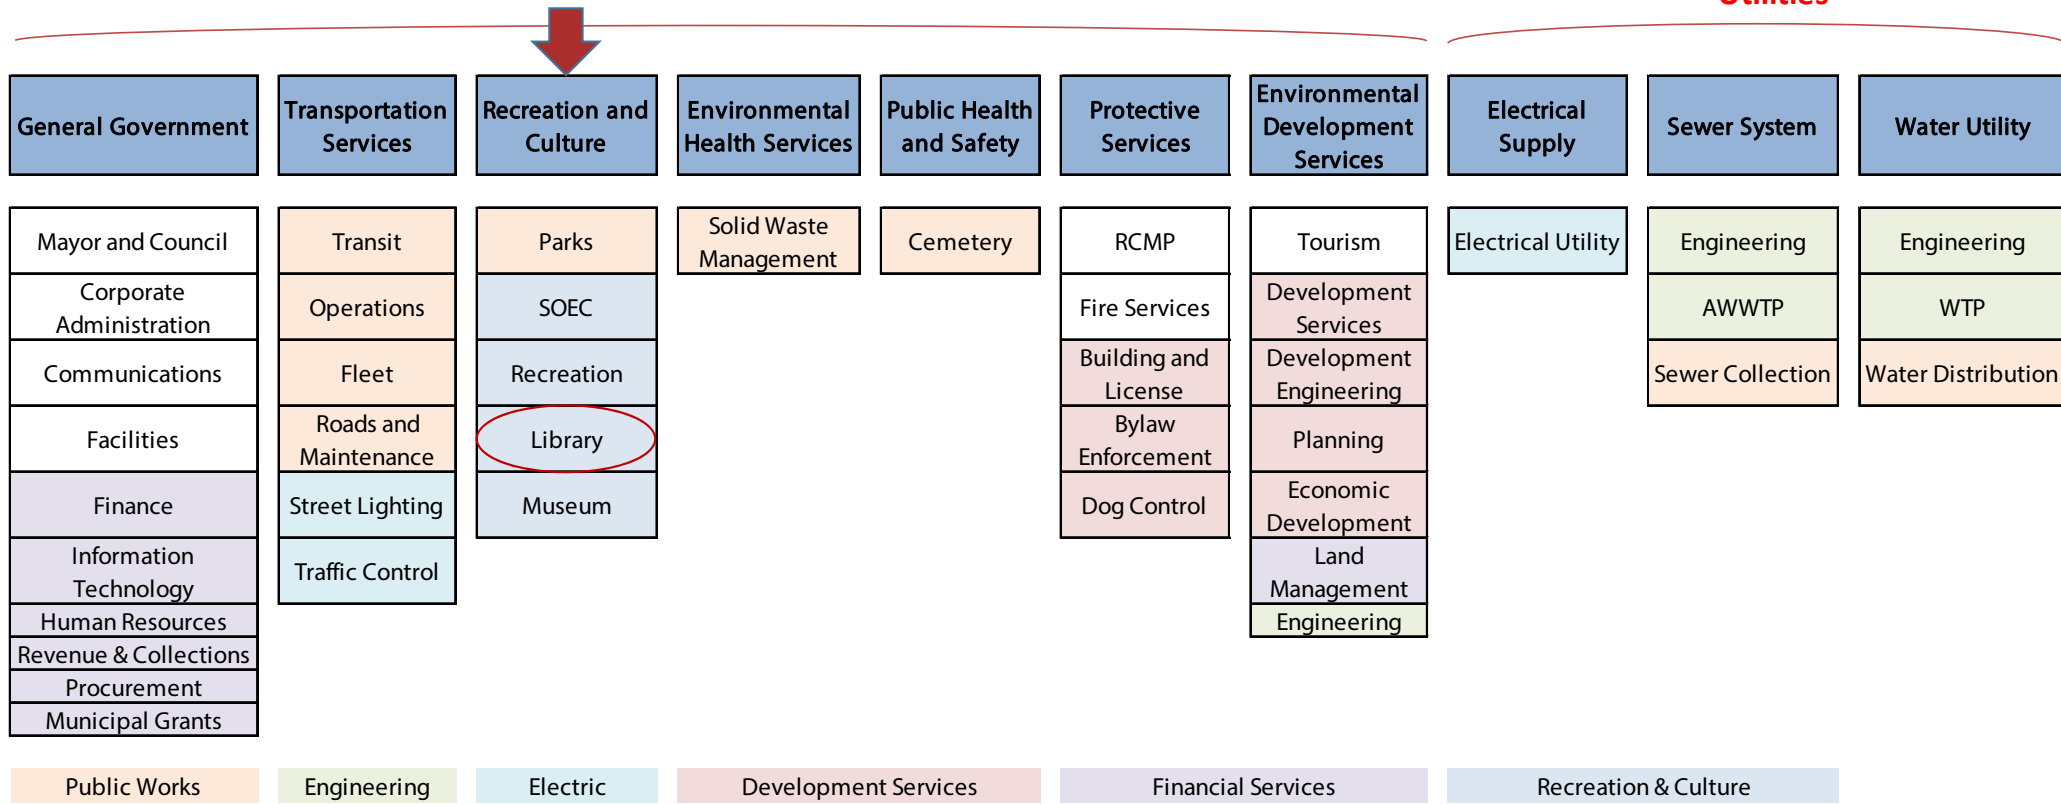 Utilities
General Government
Transportation
Services
Recreation and
Culture
Environmental
Health Services
Public Health
and Safety
Protective
Services
Environmental
Development
Services
Electrical
Supply
Sewer System
Water Utility
Mayor and Council
Corporate
Administration
Communications
Facilities
Finance
Information
Technology
Human Resources
Revenue & Collections
Procurement
Municipal Grants
Transit
Operations
Fleet
Roads and
Maintenance
Street Lighting
Traffic Control
Parks
SOEC
Recreation
Library
Museum
Solid Waste
Management
Cemetery
RCMP
Fire Services
Building and
License
Bylaw
Enforcement
Dog Control
Tourism
Development
Services
Development
Engineering
Planning
Economic
Development
Land
Management
Engineering
Electrical Utility
Engineering
AWWTP
Sewer Collection
Engineering
WTP
Water Distribution
Public Works
Engineering
Electric
Development Services
Financial Services
Recreation & Culture